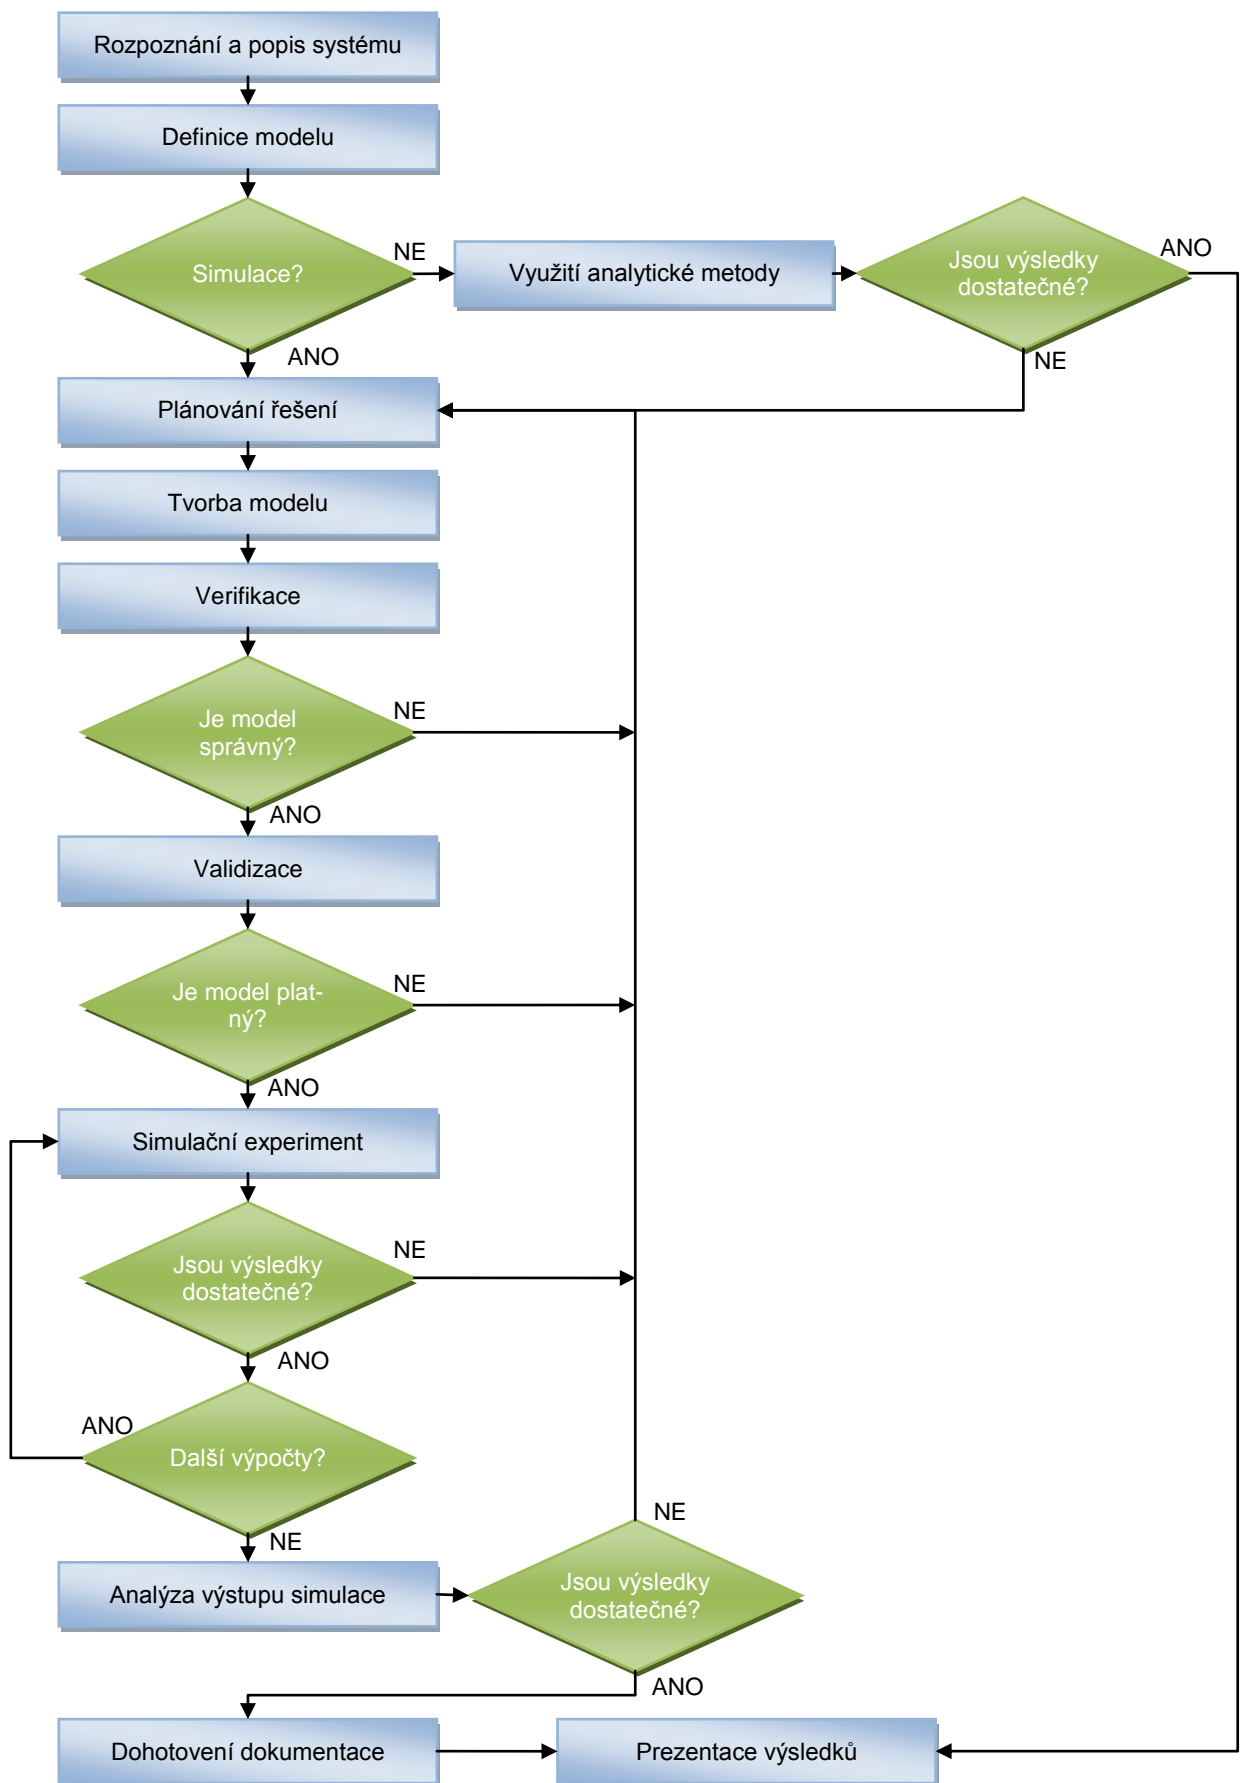 Rozpoznání a popis systému
Definice modelu
Simulace?
NE
Využití analytické metody
Jsou výsledky
dostatečné?
ANO
ANO
NE
Plánování řešení
Tvorba modelu
Verifikace
Je model
správný?
NE
ANO
Validizace
Je model plat-
ný?
NE
ANO
Simulační experiment
Jsou výsledky
dostatečné?
NE
ANO
ANO
Další výpočty?
NE
NE
Analýza výstupu simulace
Jsou výsledky
dostatečné?
ANO
Dohotovení dokumentace
Prezentace výsledků